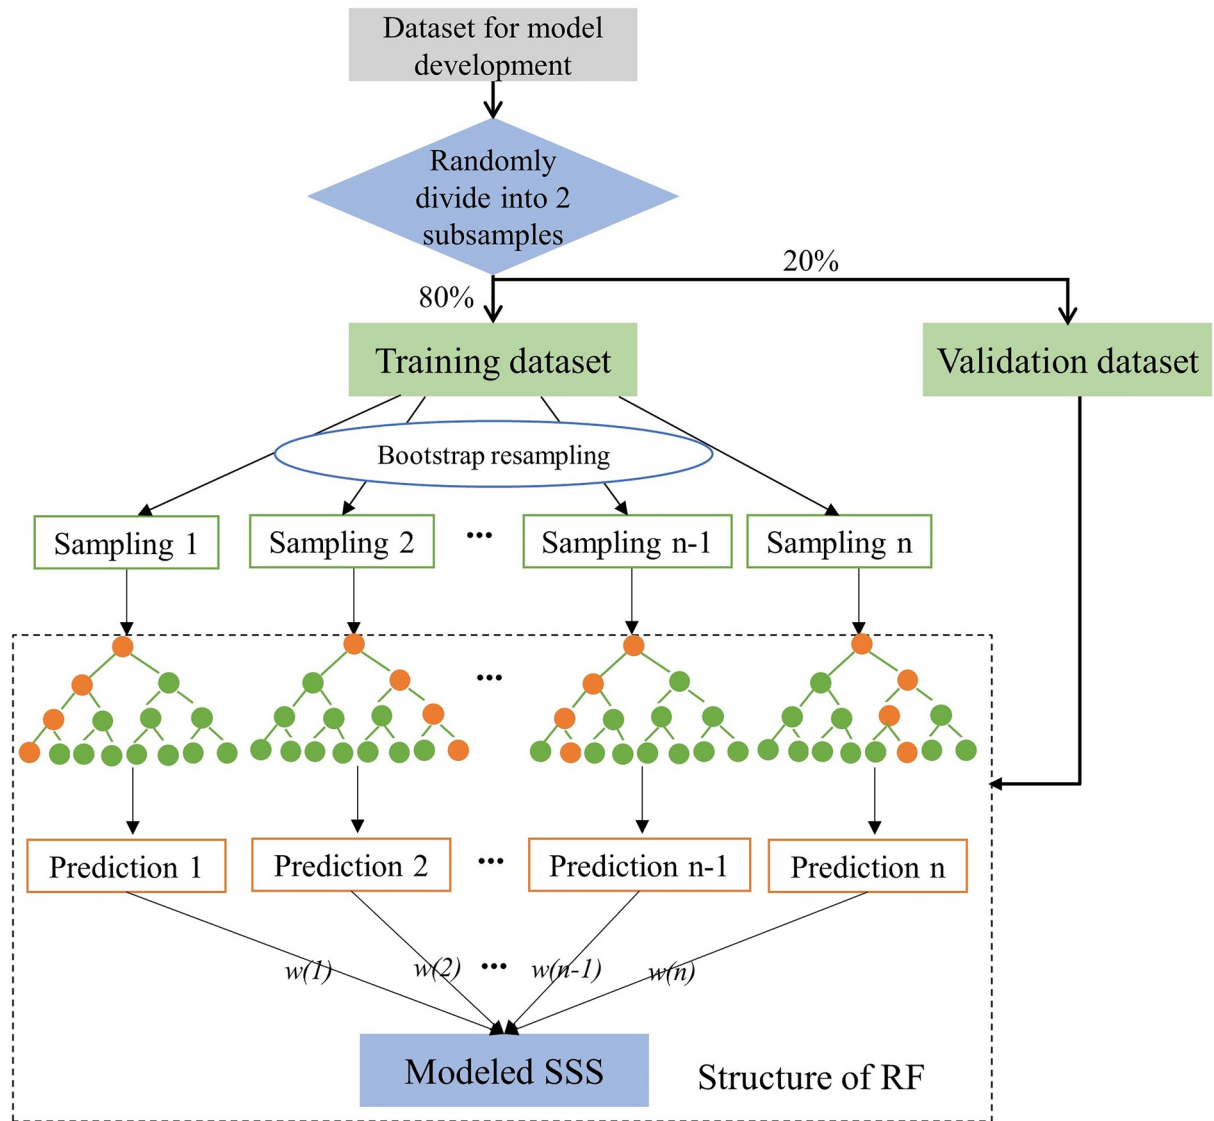 Dataset for model
development
Randomly
divide into 2
subsamples
20%
80%
Training dataset
Validation dataset
Bootstrap resampling
Sampling 1
Sampling 2
...
Sampling n-1
Sampling n
...
Prediction 1
Prediction 2
...
Prediction n-1
Prediction n
w(1)
w(2)
...
w(n-1)
w(n)
Modeled SSS
Structure of RF